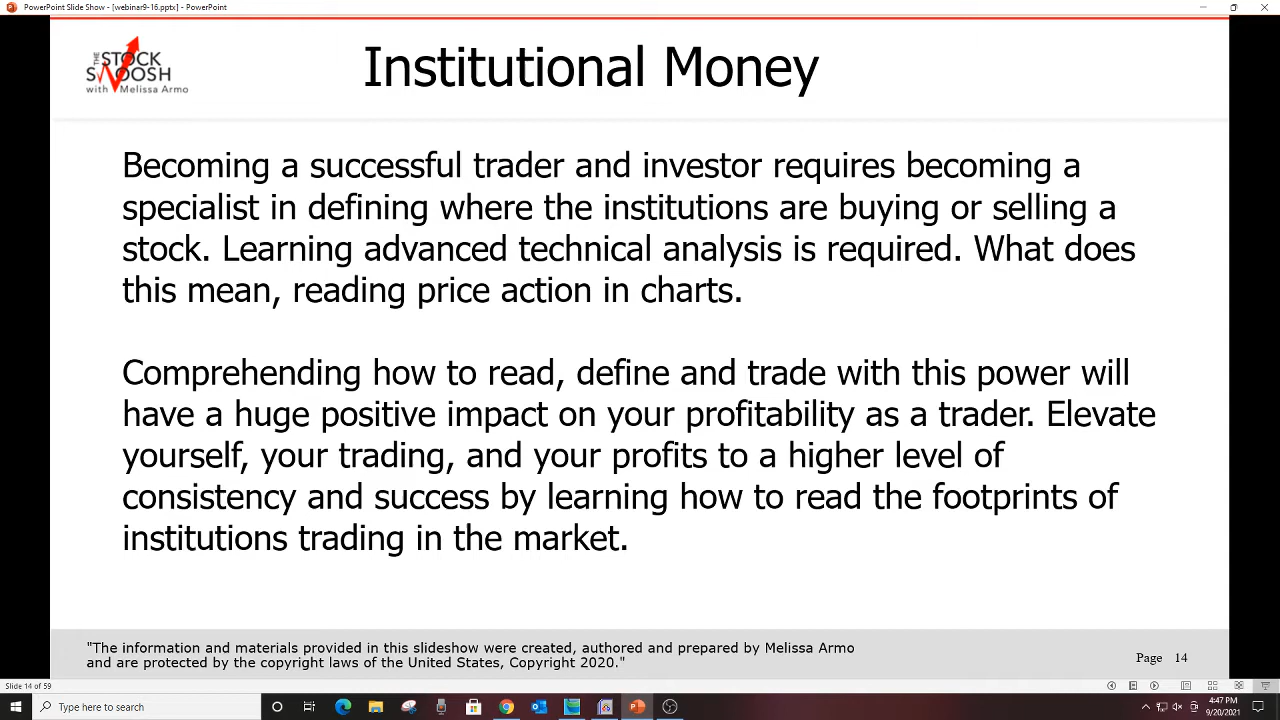 PowerPoint Slide Show - [webinar9-16.pptx] - PowerPoint
THE
STOCK
SWOOSH
with Melissa Armo
Institutional Money
Becoming a successful trader and investor requires becoming a
specialist in defining where the institutions are buying or selling a
stock. Learning advanced technical analysis is required. What does
this mean, reading price action in charts.
Comprehending how to read, define and trade with this power will
have a huge positive impact on your profitability as a trader. Elevate
yourself, your trading, and your profits to a higher level of
consistency and success by learning how to read the footprints of
institutions trading in the market.
"The information and materials provided in this slideshow were created, authored and prepared by Melissa Armo
and are protected by the copyright laws of the United States, Copyright 2020."
Page 14
Slide 14 of 59
Type here to search
4:47 PM
9/20/2021